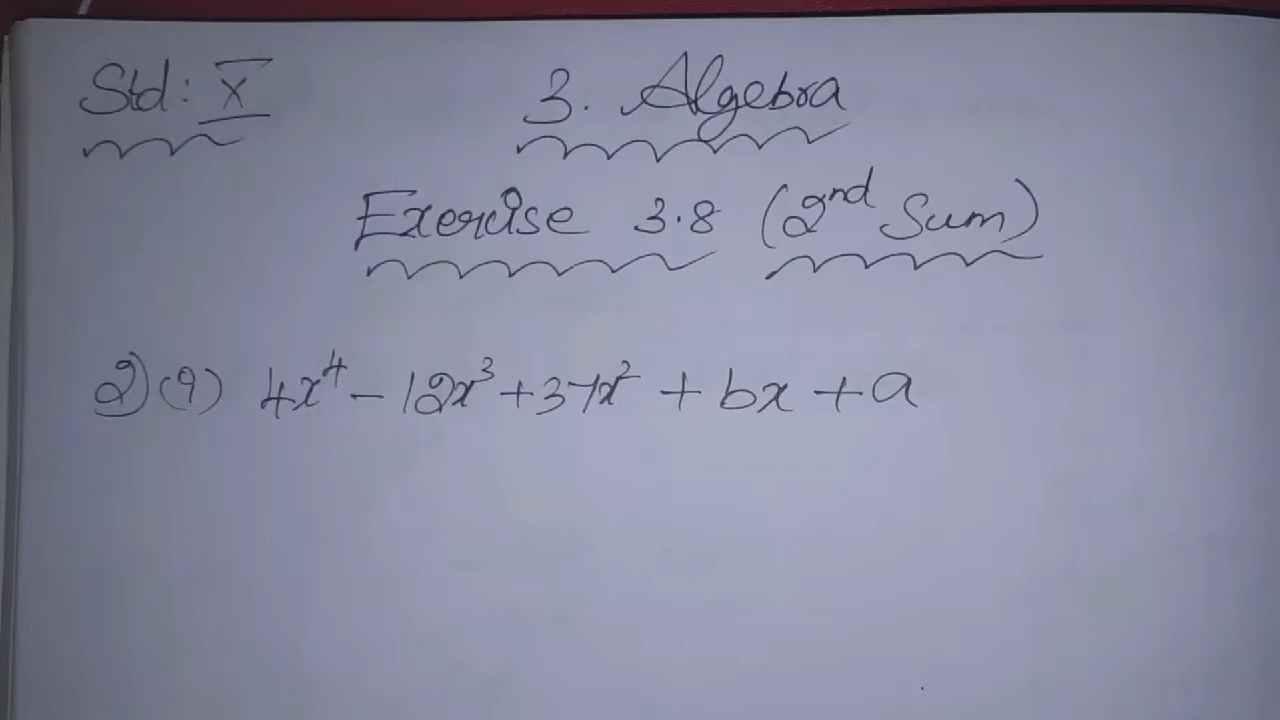 Std: X
3. Algebra
Exercise 3.8 (2nd Sum)
2) (i) 4x⁴ - 12x³ + 37x² + bx + a